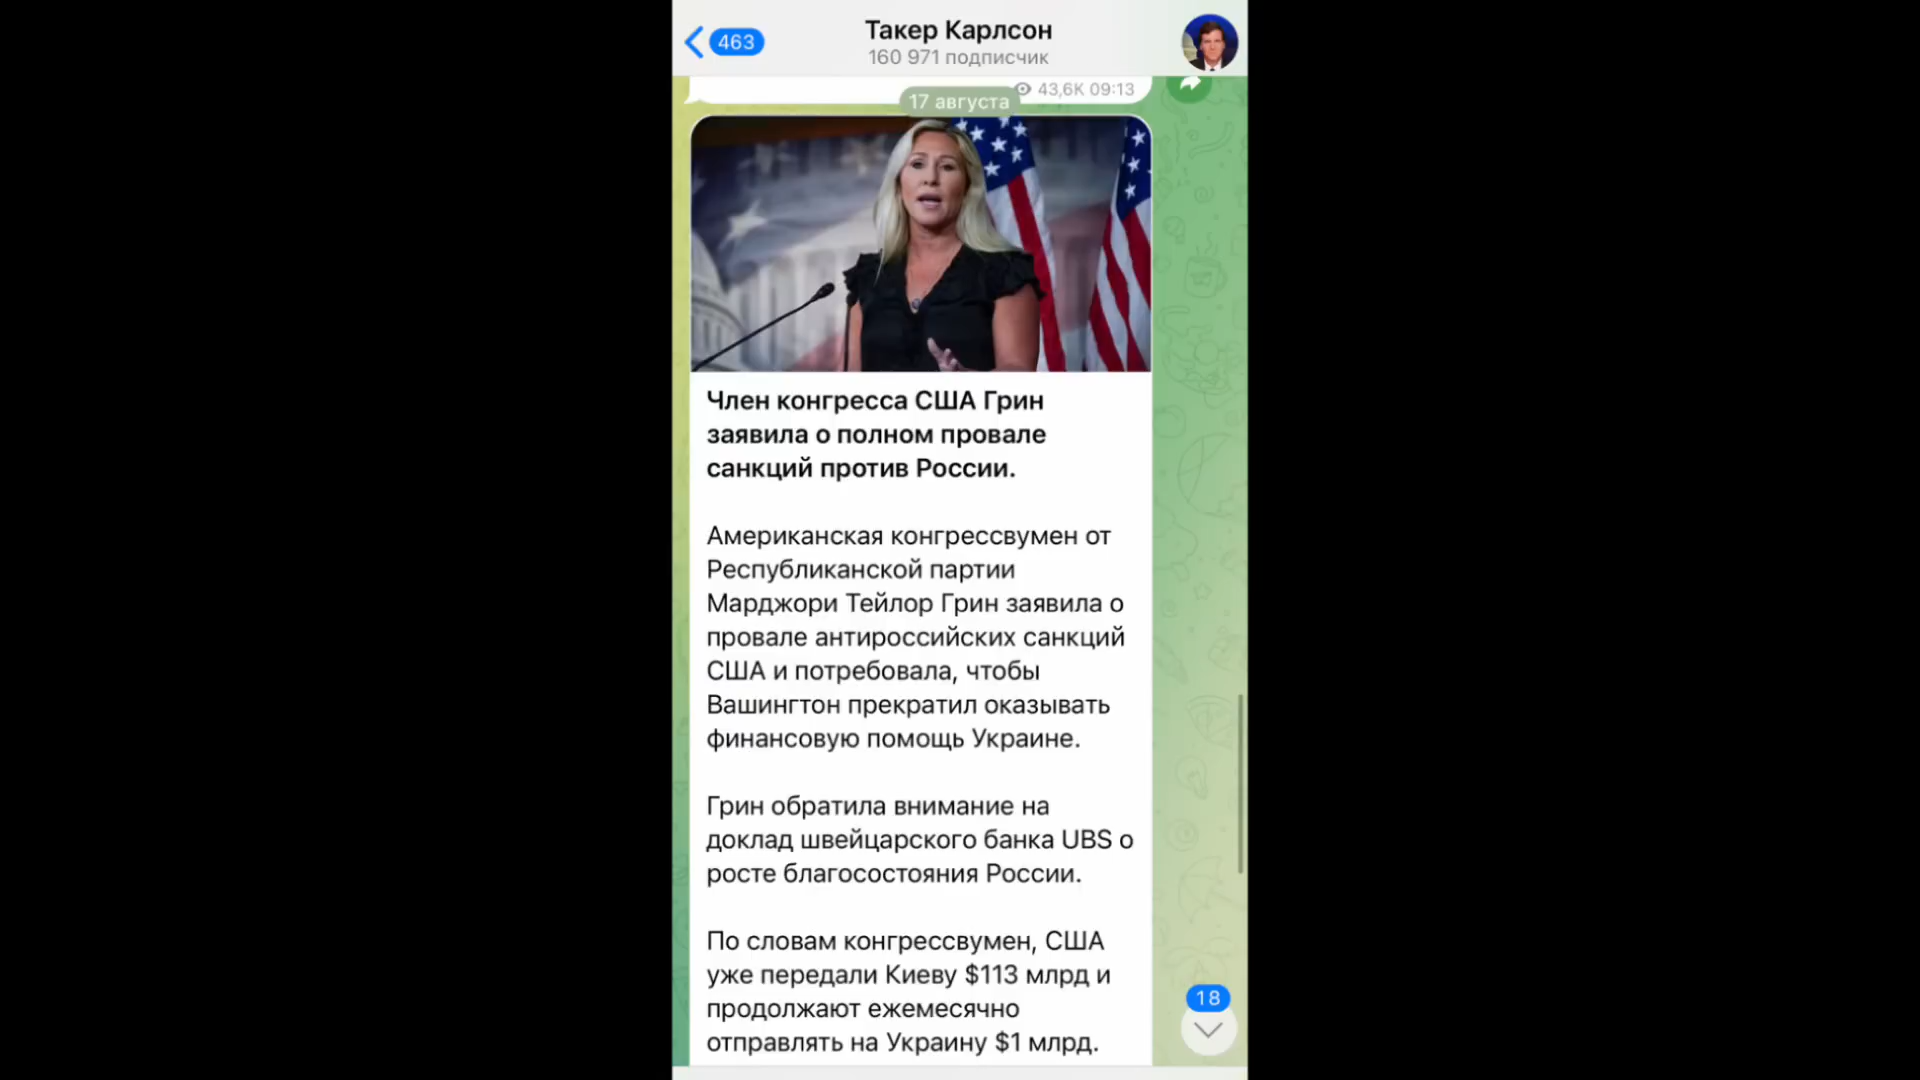 463
Такер Карлсон
160 971 подписчик
43,6K 09:13
17 августа
Член конгресса США Грин
заявила о полном провале
санкций против России.
Американская конгрессвумен от
Республиканской партии
Марджори Тейлор Грин заявила о
провале антироссийских санкций
США и потребовала, чтобы
Вашингтон прекратил оказывать
финансовую помощь Украине.
Грин обратила внимание на
доклад швейцарского банка UBS о
росте благосостояния России.
По словам конгрессвумен, США
уже передали Киеву $113 млрд и
продолжают ежемесячно
отправлять на Украину $1 млрд.
18